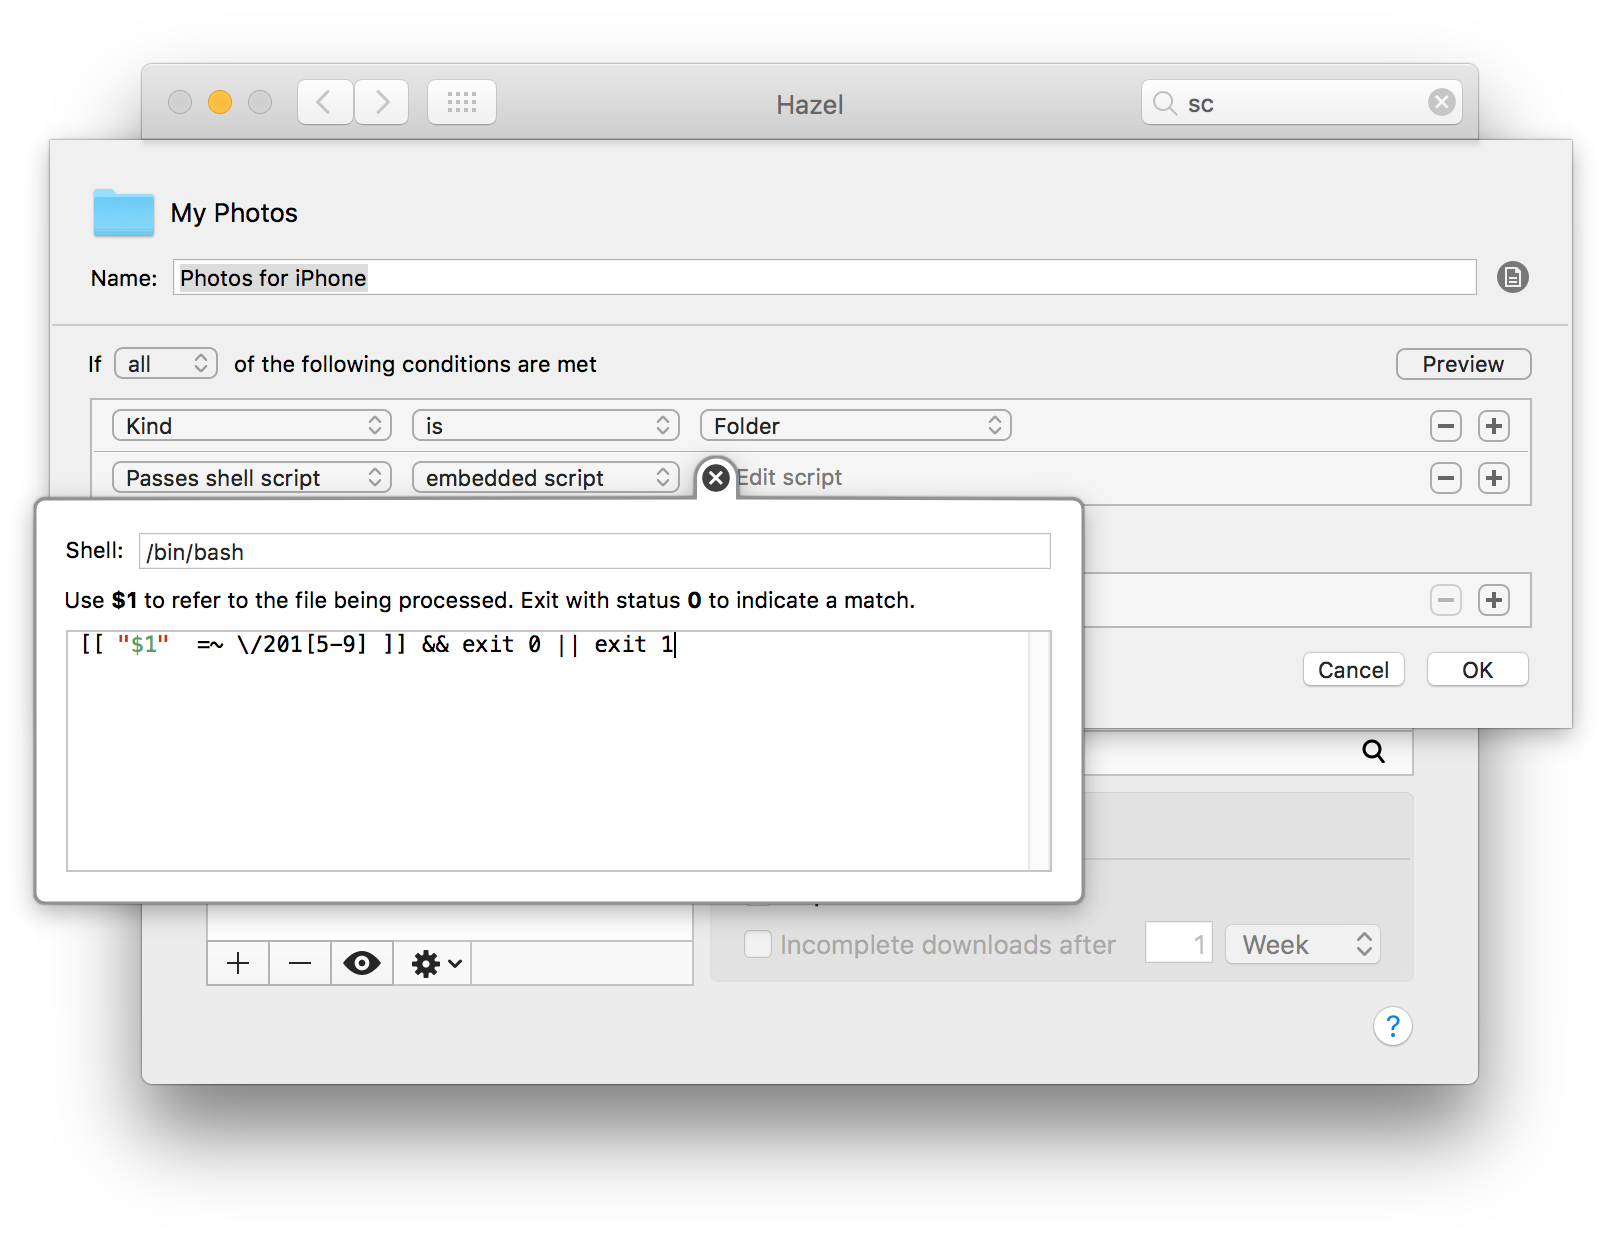 Hazel
sc
My Photos
Name: Photos for iPhone
If all of the following conditions are met Preview
Kind is Folder
Passes shell script embedded script Edit script
Shell: /bin/bash
Use $1 to refer to the file being processed. Exit with status 0 to indicate a match.
[[ "$1"  =~ \/201[5-9] ]] && exit 0 || exit 1
Cancel OK
Incomplete downloads after 1 Week
?